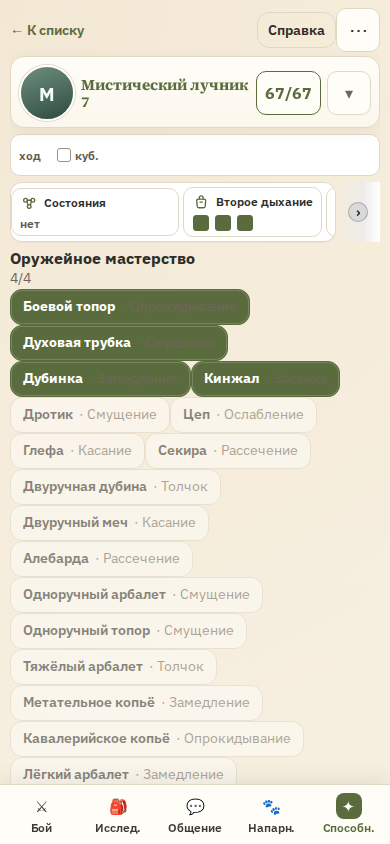 ← К списку
Справка
...
М
Мистический лучник
7
67/67
▼
ход
куб.
Состояния
нет
Второе дыхание
›
Оружейное мастерство
4/4
Боевой топор · Опрокидывание
Духовая трубка · Смущение
Дубинка · Замедление Кинжал · Засечка
Дротик · Смущение Цеп · Ослабление
Глефа · Касание Секира · Рассечение
Двуручная дубина · Толчок
Двуручный меч · Касание
Алебарда · Рассечение
Одноручный арбалет · Смущение
Одноручный топор · Смущение
Тяжёлый арбалет · Толчок
Метательное копьё · Замедление
Кавалерийское копьё · Опрокидывание
Лёгкий арбалет · Замедление
Бой Исслед. Общение Напарн. Способн.